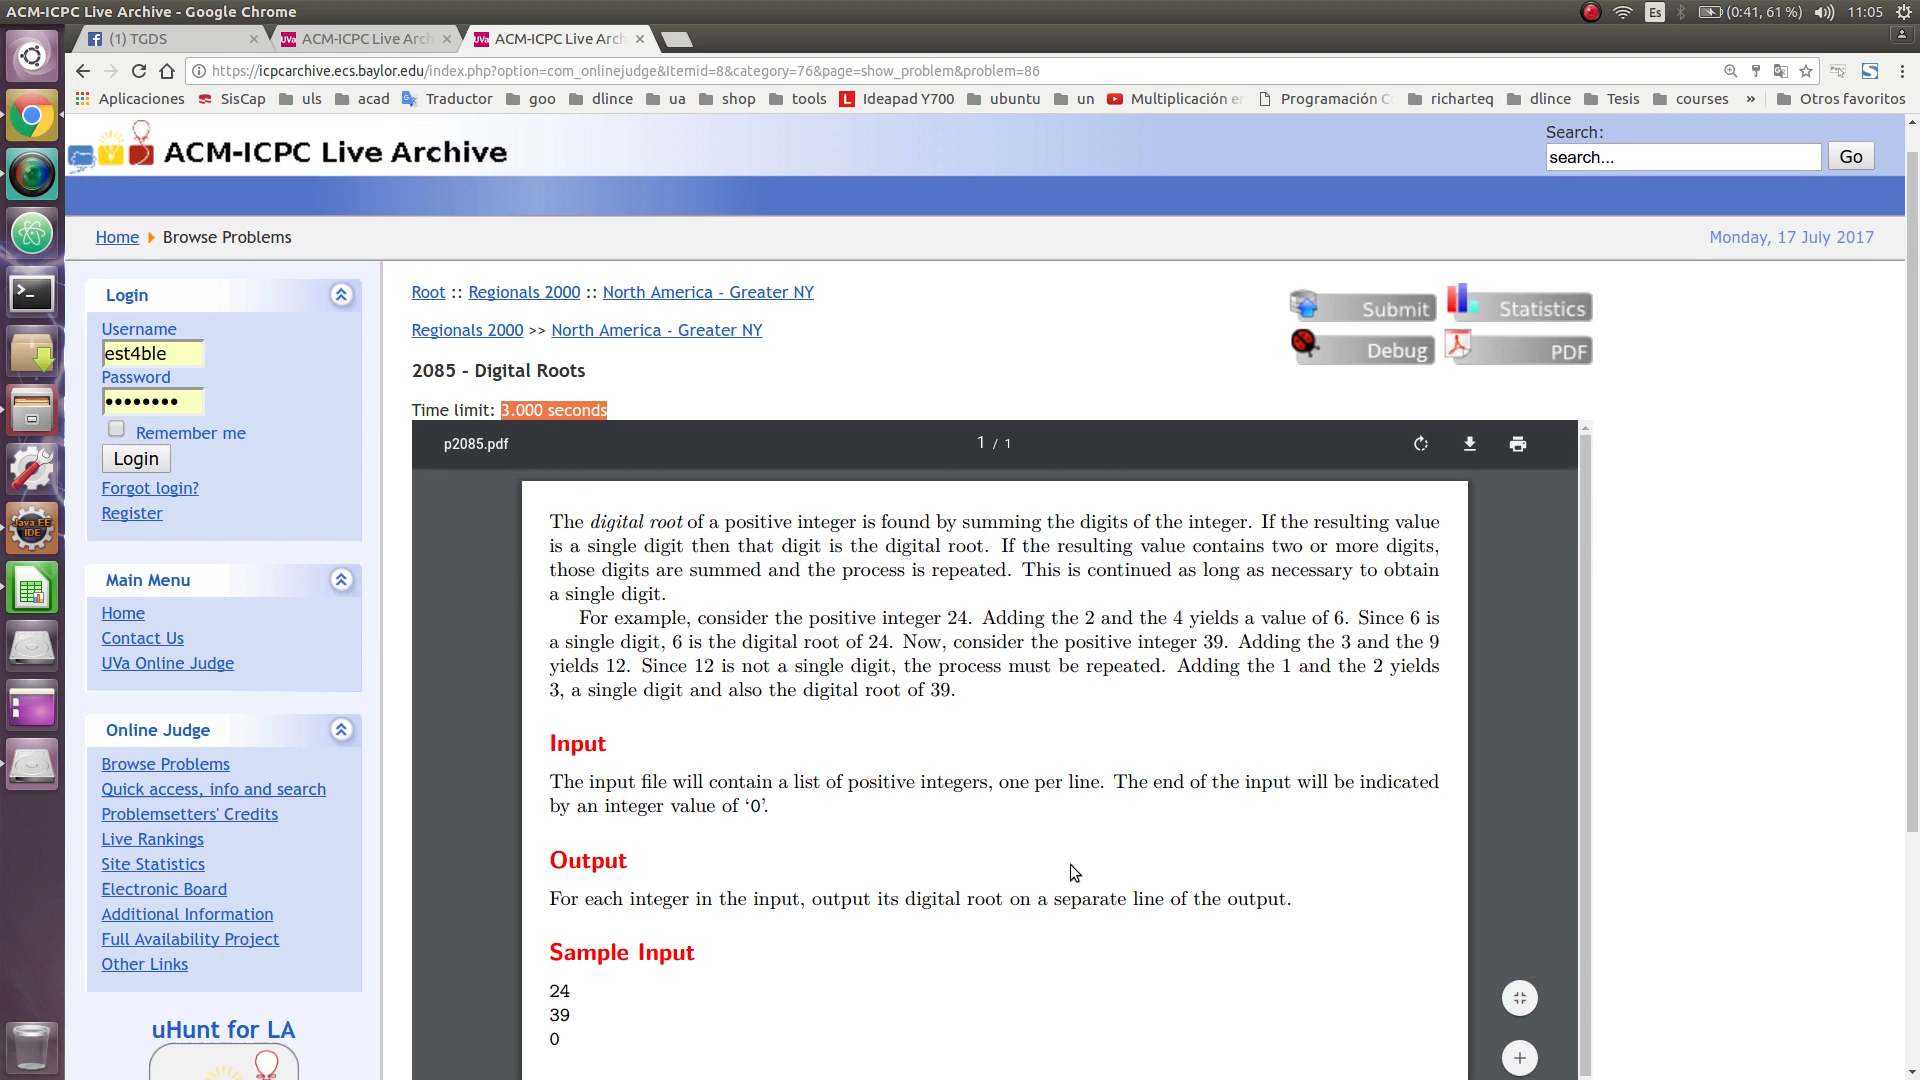 ACM-ICPC Live Archive - Google Chrome
Es
(0:41, 61 %)
11:05
(1) TGDS
ACM-ICPC Live Arch
ACM-ICPC Live Arch
https://icpcarchive.ecs.baylor.edu/index.php?option=com_onlinejudge&Itemid=8&category=76&page=show_problem&problem=86
Aplicaciones
SisCap
uls
acad
Traductor
goo
dlince
ua
shop
tools
Ideapad Y700
ubuntu
un
Multiplicación e
Programación C
richarteq
dlince
Tesis
courses
»
Otros favoritos
ACM-ICPC Live Archive
Search:
search...
Go
Home
Browse Problems
Monday, 17 July 2017
Login
Username
est4ble
Password
••••••••
Remember me
Login
Forgot login?
Register
Main Menu
Home
Contact Us
UVa Online Judge
Online Judge
Browse Problems
Quick access, info and search
Problemsetters' Credits
Live Rankings
Site Statistics
Electronic Board
Additional Information
Full Availability Project
Other Links
uHunt for LA
Root :: Regionals 2000 :: North America - Greater NY
Regionals 2000 >> North America - Greater NY
2085 - Digital Roots
Time limit: 3.000 seconds
Submit
Statistics
Debug
PDF
p2085.pdf
1 / 1
The digital root of a positive integer is found by summing the digits of the integer. If the resulting value
is a single digit then that digit is the digital root. If the resulting value contains two or more digits,
those digits are summed and the process is repeated. This is continued as long as necessary to obtain
a single digit.
For example, consider the positive integer 24. Adding the 2 and the 4 yields a value of 6. Since 6 is
a single digit, 6 is the digital root of 24. Now, consider the positive integer 39. Adding the 3 and the 9
yields 12. Since 12 is not a single digit, the process must be repeated. Adding the 1 and the 2 yields
3, a single digit and also the digital root of 39.
Input
The input file will contain a list of positive integers, one per line. The end of the input will be indicated
by an integer value of ‘0’.
Output
For each integer in the input, output its digital root on a separate line of the output.
Sample Input
24
39
0